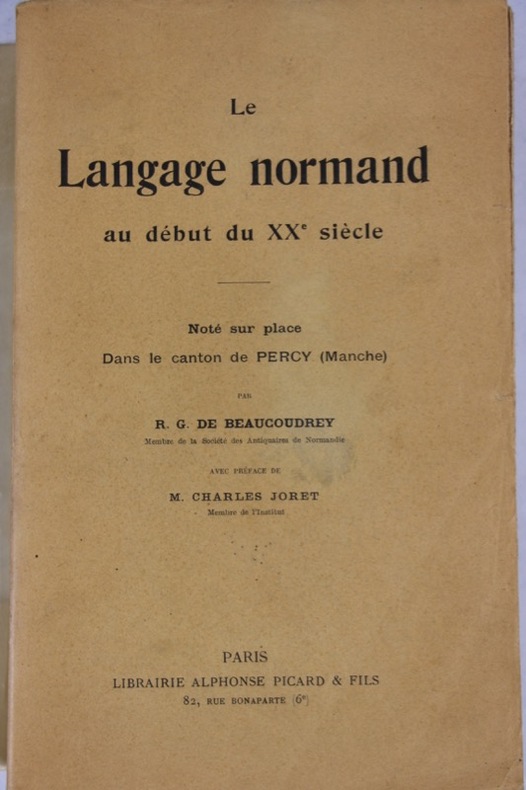 Le
Langage normand
au début du XXe siècle
Noté sur place
Dans le canton de PERCY (Manche)
PAR
R. G. DE BEAUCOUDREY
Membre de la Société des Antiquaires de Normandie
AVEC PRÉFACE DE
M. CHARLES JORET
Membre de l'Institut
PARIS
LIBRAIRIE ALPHONSE PICARD & FILS
82, RUE BONAPARTE (6e)